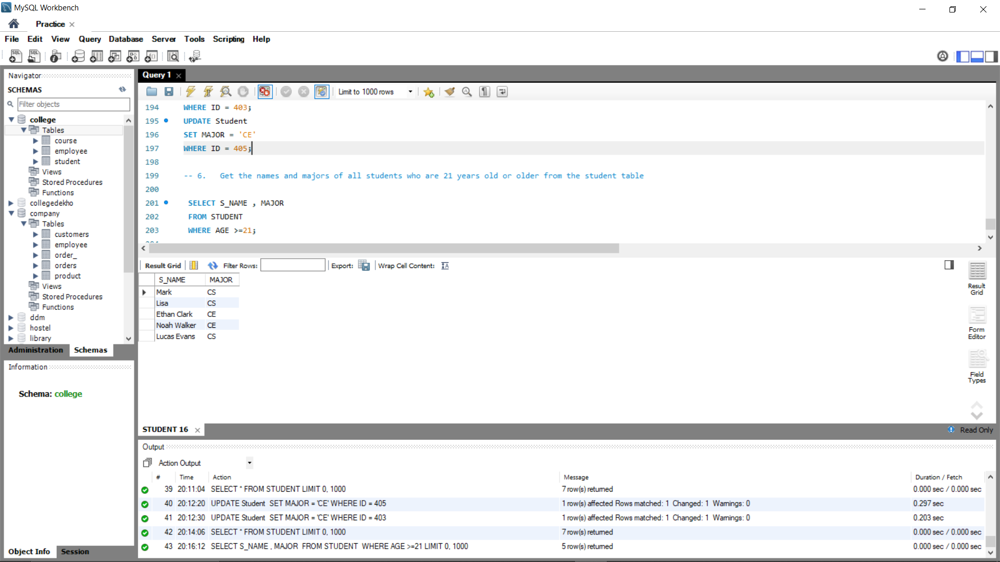 MySQL Workbench
Practice
File Edit View Query Database Server Tools Scripting Help
Navigator
SCHEMAS
Filter objects
college
Tables
course
employee
student
Views
Stored Procedures
Functions
collegedekho
company
Tables
customers
employee
order_
orders
product
Views
Stored Procedures
Functions
ddm
hostel
library
Administration Schemas
Information
Schema: college
Object Info Session
Query 1
Limit to 1000 rows
194 WHERE ID = 403;
195 UPDATE Student
196 SET MAJOR = 'CE'
197 WHERE ID = 405;
198
199 -- 6. Get the names and majors of all students who are 21 years old or older from the student table
200
201 SELECT S_NAME , MAJOR
202 FROM STUDENT
203 WHERE AGE >=21;
Result Grid Filter Rows: Export: Wrap Cell Content:
S_NAME MAJOR
Mark CS
Lisa CS
Ethan Clark CE
Noah Walker CE
Lucas Evans CS
Result
Grid
Form
Editor
Field
Types
STUDENT 16
Read Only
Output
Action Output
# Time Action Message Duration / Fetch
39 20:11:04 SELECT * FROM STUDENT LIMIT 0, 1000 7 row(s) returned 0.000 sec / 0.000 sec
40 20:12:20 UPDATE Student SET MAJOR = 'CE' WHERE ID = 405 1 row(s) affected Rows matched: 1 Changed: 1 Warnings: 0 0.297 sec
41 20:12:30 UPDATE Student SET MAJOR = 'CE' WHERE ID = 403 1 row(s) affected Rows matched: 1 Changed: 1 Warnings: 0 0.203 sec
42 20:14:06 SELECT * FROM STUDENT LIMIT 0, 1000 7 row(s) returned 0.000 sec / 0.000 sec
43 20:16:12 SELECT S_NAME , MAJOR FROM STUDENT WHERE AGE >=21 LIMIT 0, 1000 5 row(s) returned 0.000 sec / 0.000 sec